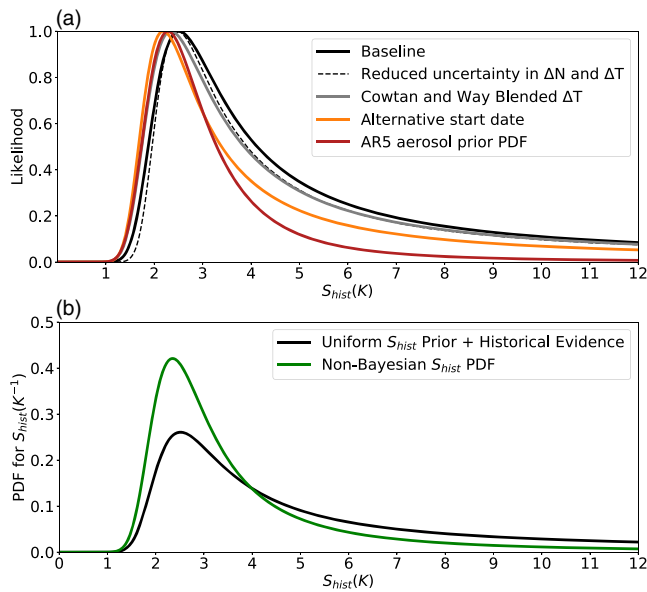 (a)
1.0
0.8
0.6
0.4
0.2
0.0
Likelihood
Baseline
Reduced uncertainty in ΔN and ΔT
Cowtan and Way Blended ΔT
Alternative start date
AR5 aerosol prior PDF
0 1 2 3 4 5 6 7 8 9 10 11 12
S_hist(K)
(b)
0.5
0.4
0.3
0.2
0.1
0.0
PDF for S_hist(K⁻¹)
Uniform S_hist Prior + Historical Evidence
Non-Bayesian S_hist PDF
0 1 2 3 4 5 6 7 8 9 10 11 12
S_hist(K)